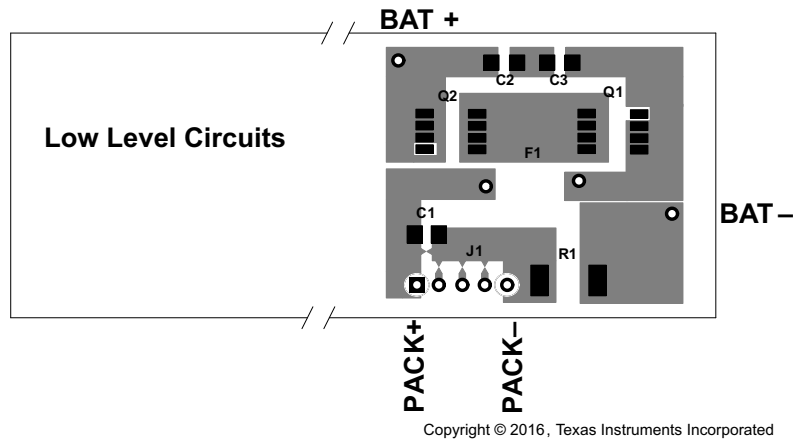 BAT +
C2
C3
Q2
Q1
Low Level Circuits
F1
BAT –
C1
J1
R1
PACK+
PACK–
Copyright © 2016, Texas Instruments Incorporated